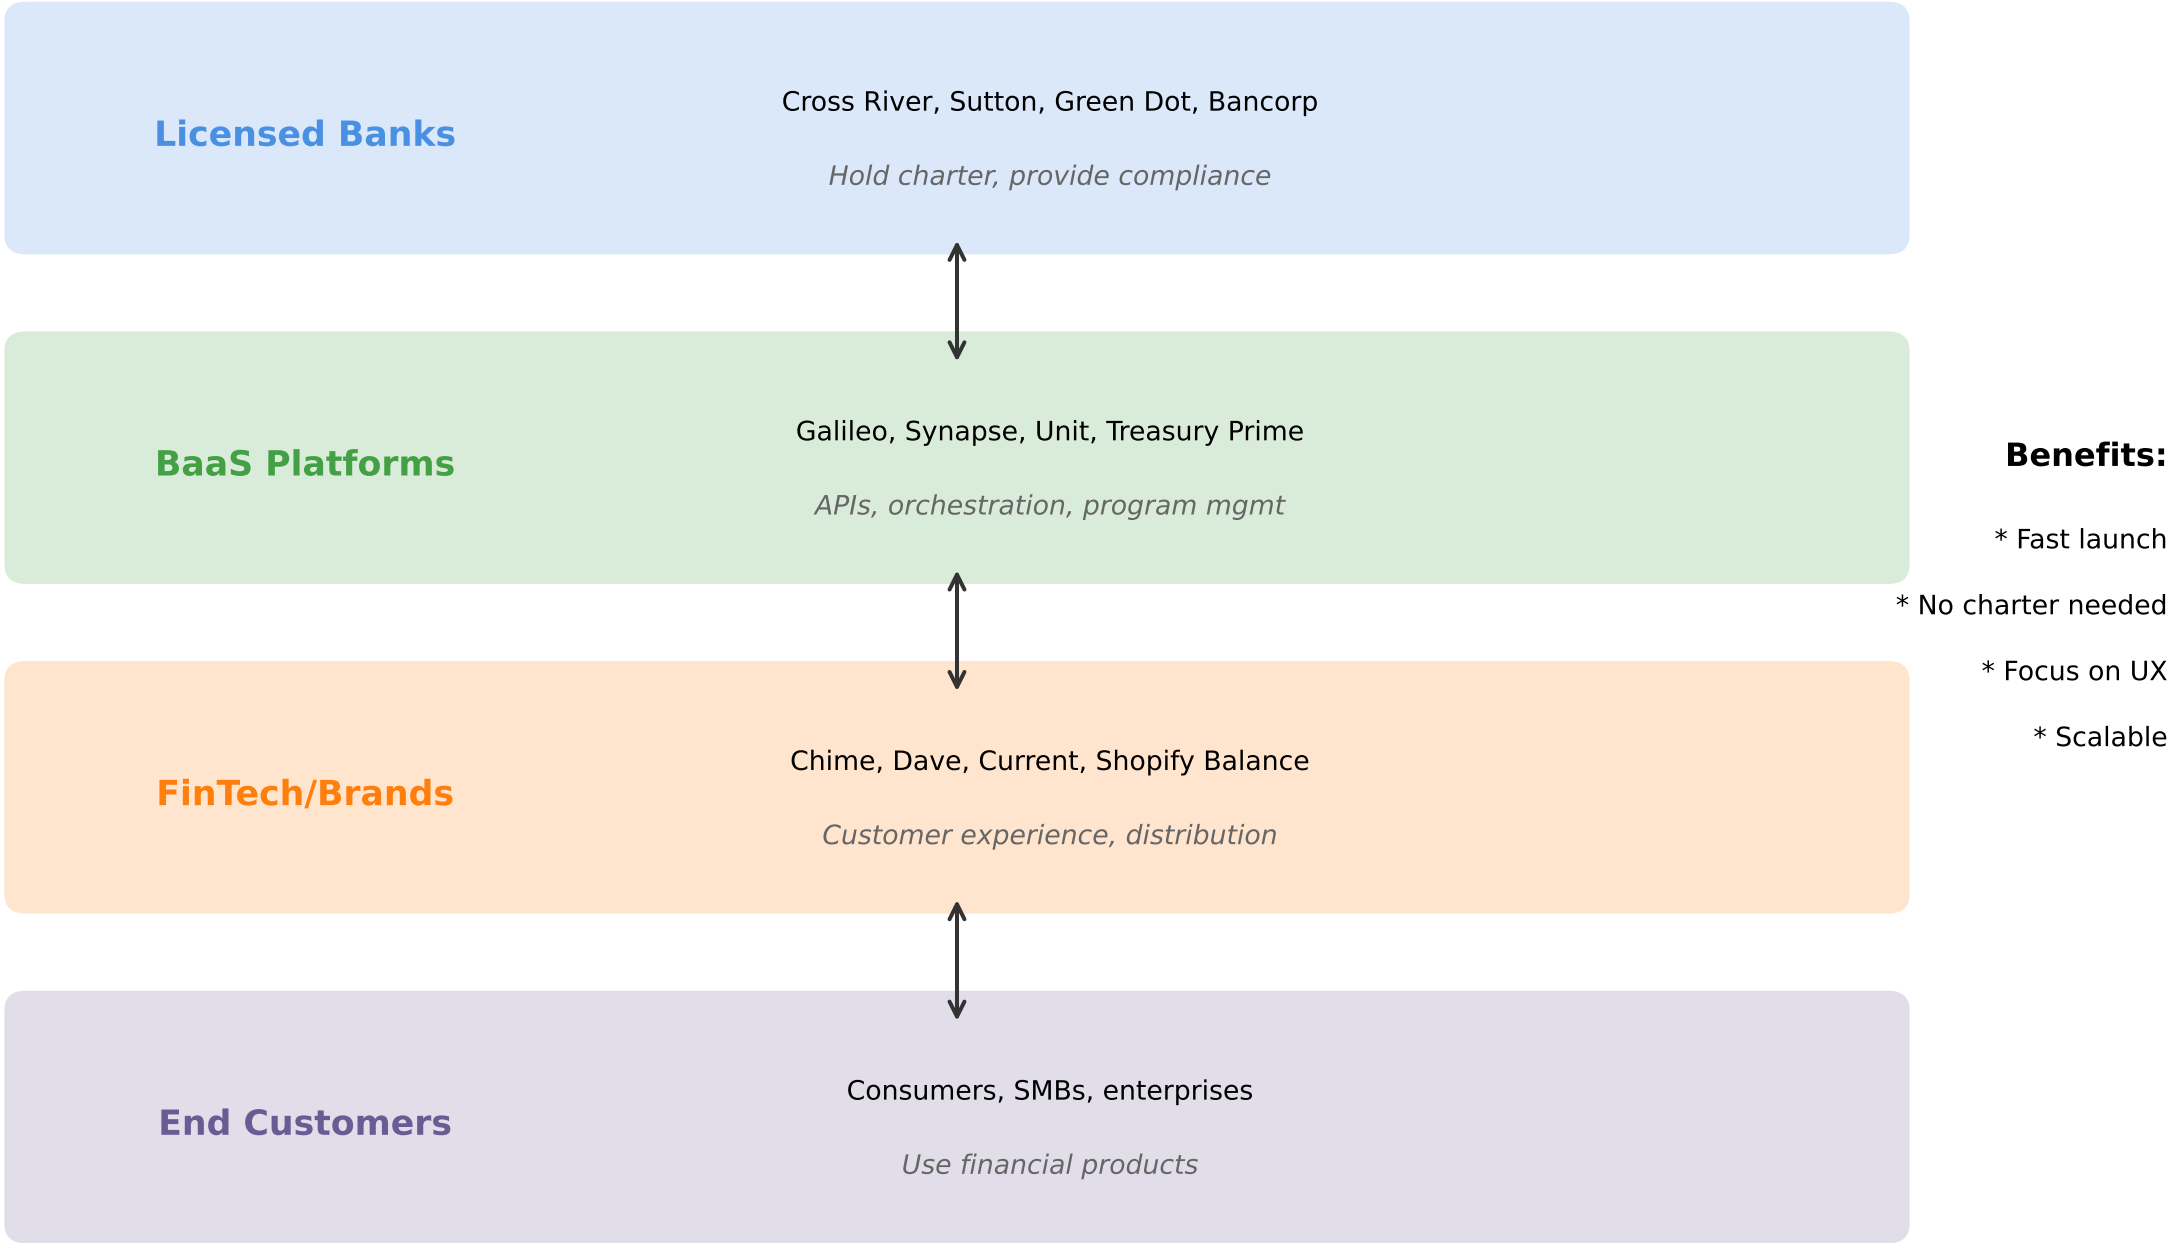 Licensed Banks
Cross River, Sutton, Green Dot, Bancorp
Hold charter, provide compliance
BaaS Platforms
Galileo, Synapse, Unit, Treasury Prime
APIs, orchestration, program mgmt
FinTech/Brands
Chime, Dave, Current, Shopify Balance
Customer experience, distribution
End Customers
Consumers, SMBs, enterprises
Use financial products
Benefits:
* Fast launch
* No charter needed
* Focus on UX
* Scalable